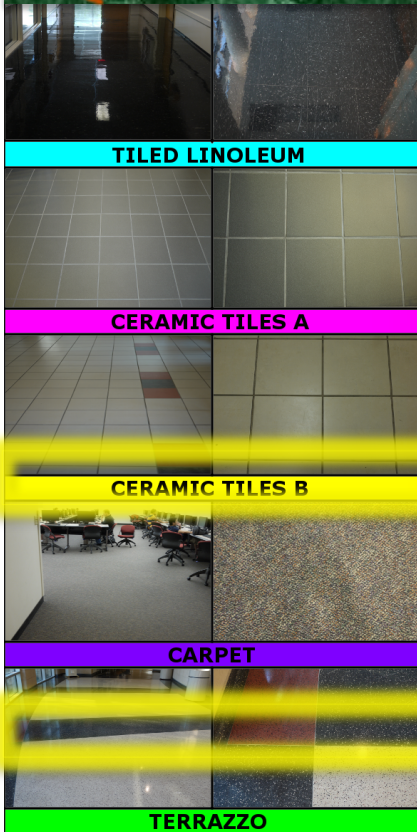 TILED LINOLEUM
CERAMIC TILES A
CERAMIC TILES B
CARPET
TERRAZZO